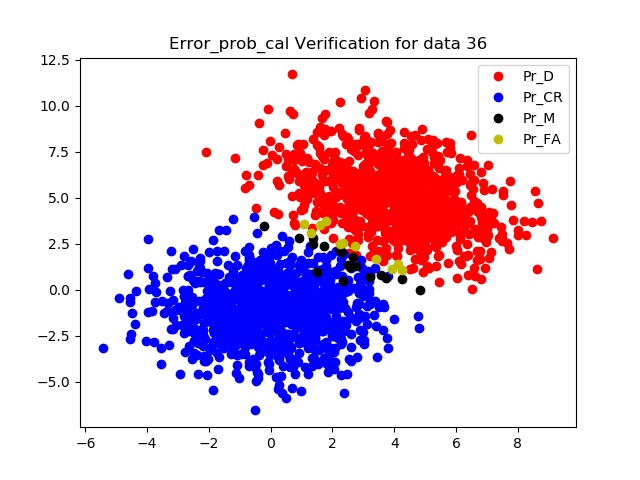 Error_prob_cal Verification for data 36
12.5
10.0
7.5
5.0
2.5
0.0
−2.5
−5.0
−6 −4 −2 0 2 4 6 8
Pr_D
Pr_CR
Pr_M
Pr_FA